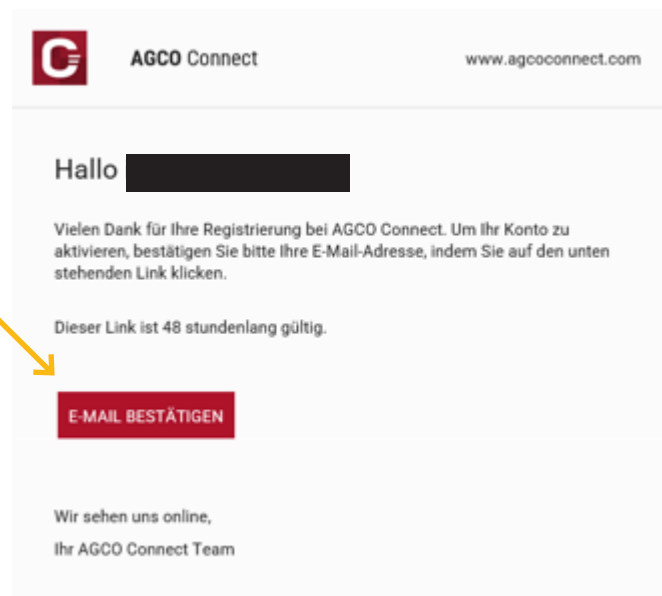 AGCO Connect
www.agcoconnect.com
Hallo
Vielen Dank für Ihre Registrierung bei AGCO Connect. Um Ihr Konto zu
aktivieren, bestätigen Sie bitte Ihre E-Mail-Adresse, indem Sie auf den unten
stehenden Link klicken.
Dieser Link ist 48 stundenlang gültig.
E-MAIL BESTÄTIGEN
Wir sehen uns online,
Ihr AGCO Connect Team